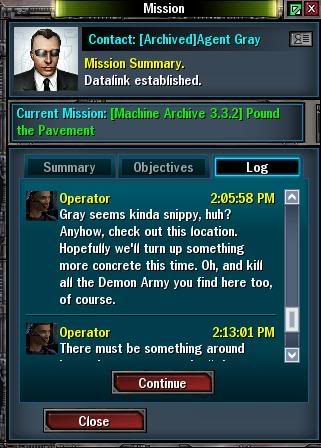 Mission
Contact: [Archived]Agent Gray
Mission Summary.
Datalink established.
Current Mission: [Machine Archive 3.3.2] Pound
the Pavement
Summary
Objectives
Log
Operator 2:05:58 PM
Gray seems kinda snippy, huh?
Anyhow, check out this location.
Hopefully we'll turn up something
more concrete this time. Oh, and kill
all the Demon Army you find here too,
of course.
Operator 2:13:01 PM
There must be something around
Continue
Close